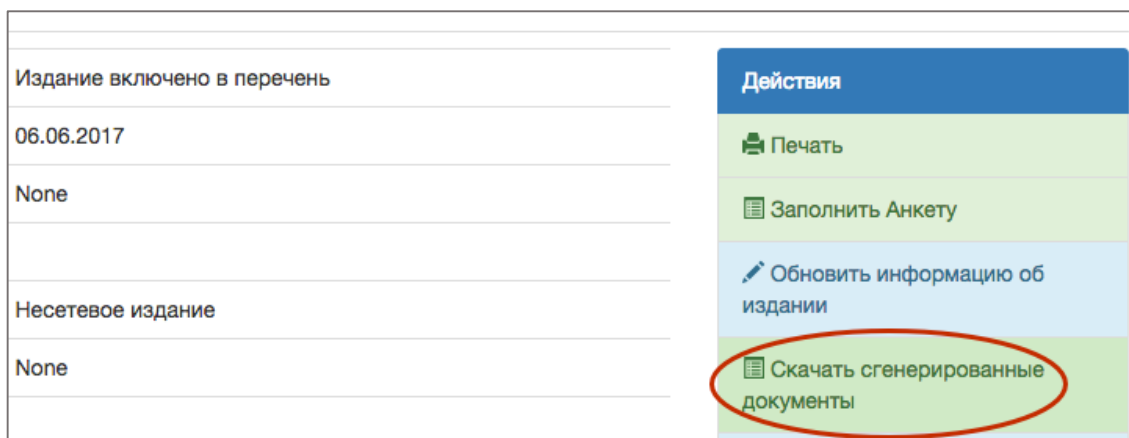 Издание включено в перечень
06.06.2017
None
Несетевое издание
None
Действия
Печать
Заполнить Анкету
Обновить информацию об
издании
Скачать сгенерированные
документы